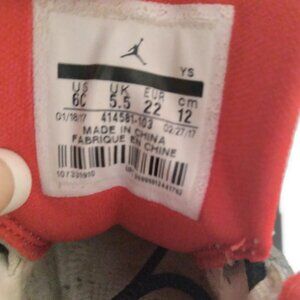 YS
US UK EUR cm
6C 5.5 22 12
01/18/17 414581-103 02/27/17
MADE IN CHINA
FABRIQUE EN CHINE